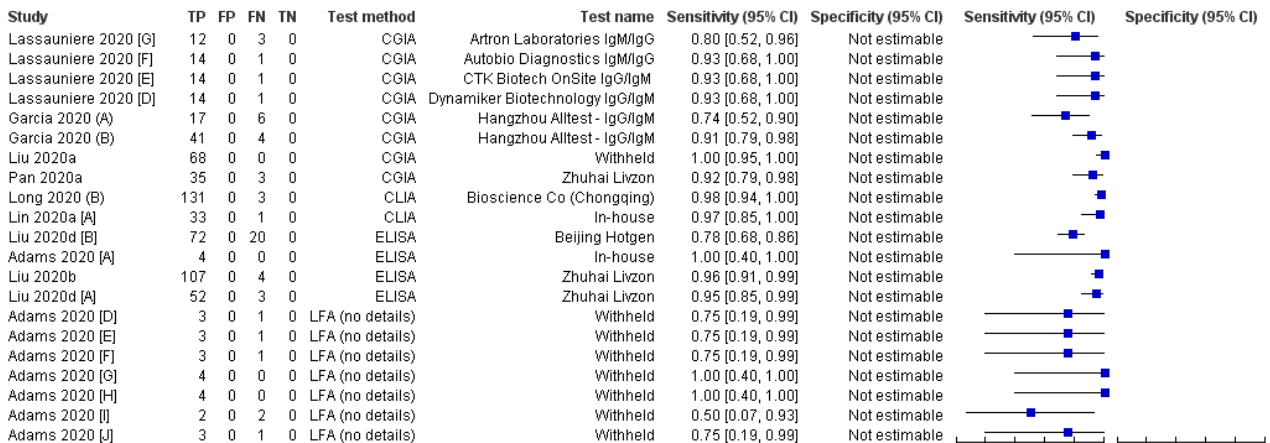 Study TP FP FN TN Test method Test name Sensitivity (95% CI) Specificity (95% CI) Sensitivity (95% CI) Specificity (95% CI)
Lassauniere 2020 [G] 12 0 3 0 CGIA Artron Laboratories IgM/IgG 0.80 [0.52, 0.96] Not estimable
Lassauniere 2020 [F] 14 0 1 0 CGIA Autobio Diagnostics IgM/IgG 0.93 [0.68, 1.00] Not estimable
Lassauniere 2020 [E] 14 0 1 0 CGIA CTK Biotech OnSite IgG/IgM 0.93 [0.68, 1.00] Not estimable
Lassauniere 2020 [D] 14 0 1 0 CGIA Dynamiker Biotechnology IgG/IgM 0.93 [0.68, 1.00] Not estimable
Garcia 2020 (A) 17 0 6 0 CGIA Hangzhou Alltest - IgG/IgM 0.74 [0.52, 0.90] Not estimable
Garcia 2020 (B) 41 0 4 0 CGIA Hangzhou Alltest - IgG/IgM 0.91 [0.79, 0.98] Not estimable
Liu 2020a 68 0 0 0 CGIA Withheld 1.00 [0.95, 1.00] Not estimable
Pan 2020a 35 0 3 0 CGIA Zhuhai Livzon 0.92 [0.79, 0.98] Not estimable
Long 2020 (B) 131 0 3 0 CLIA Bioscience Co (Chongqing) 0.98 [0.94, 1.00] Not estimable
Lin 2020a [A] 33 0 1 0 CLIA In-house 0.97 [0.85, 1.00] Not estimable
Liu 2020d [B] 72 0 20 0 ELISA Beijing Hotgen 0.78 [0.68, 0.86] Not estimable
Adams 2020 [A] 4 0 0 0 ELISA In-house 1.00 [0.40, 1.00] Not estimable
Liu 2020b 107 0 4 0 ELISA Zhuhai Livzon 0.96 [0.91, 0.99] Not estimable
Liu 2020d [A] 52 0 3 0 ELISA Zhuhai Livzon 0.95 [0.85, 0.99] Not estimable
Adams 2020 [D] 3 0 1 0 LFA (no details) Withheld 0.75 [0.19, 0.99] Not estimable
Adams 2020 [E] 3 0 1 0 LFA (no details) Withheld 0.75 [0.19, 0.99] Not estimable
Adams 2020 [F] 3 0 1 0 LFA (no details) Withheld 0.75 [0.19, 0.99] Not estimable
Adams 2020 [G] 4 0 0 0 LFA (no details) Withheld 1.00 [0.40, 1.00] Not estimable
Adams 2020 [H] 4 0 0 0 LFA (no details) Withheld 1.00 [0.40, 1.00] Not estimable
Adams 2020 [I] 2 0 2 0 LFA (no details) Withheld 0.50 [0.07, 0.93] Not estimable
Adams 2020 [J] 3 0 1 0 LFA (no details) Withheld 0.75 [0.19, 0.99] Not estimable